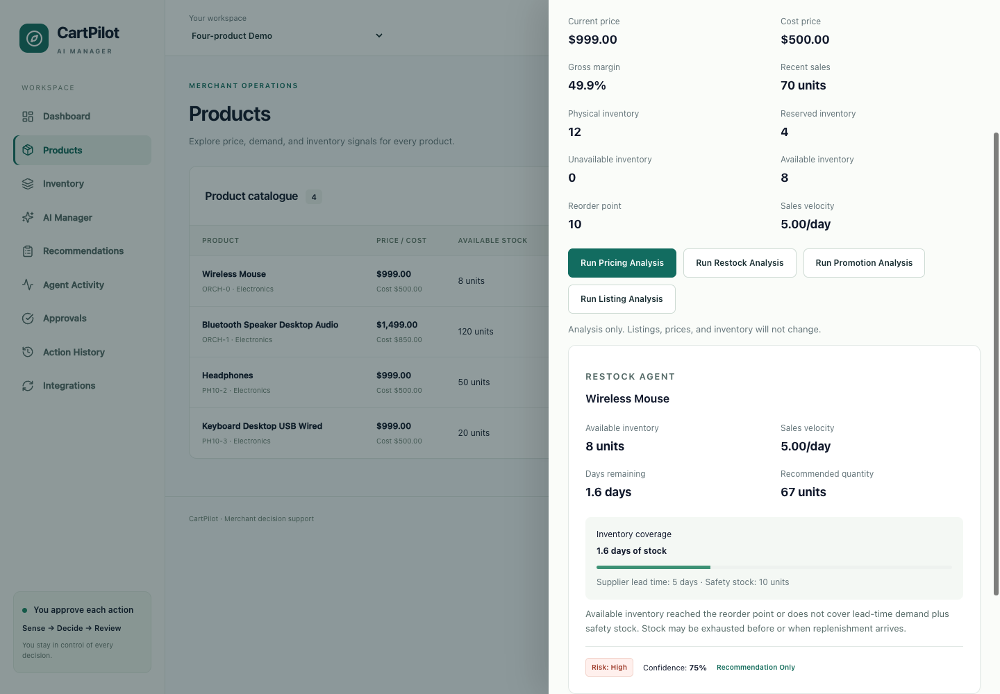 CartPilot
AI MANAGER
WORKSPACE
Dashboard
Products
Inventory
AI Manager
Recommendations
Agent Activity
Approvals
Action History
Integrations
You approve each action
Sense → Decide → Review
You stay in control of every
decision.
Your workspace
Four-product Demo
MERCHANT OPERATIONS
Products
Explore price, demand, and inventory signals for every product.
Product catalogue 4
PRODUCT PRICE / COST AVAILABLE STOCK
Wireless Mouse $999.00 8 units
ORCH-0 · Electronics Cost $500.00
Bluetooth Speaker Desktop Audio $1,499.00 120 units
ORCH-1 · Electronics Cost $850.00
Headphones $999.00 50 units
PH10-2 · Electronics Cost $500.00
Keyboard Desktop USB Wired $999.00 20 units
PH10-3 · Electronics Cost $500.00
CartPilot · Merchant decision support
Current price Cost price
$999.00 $500.00
Gross margin Recent sales
49.9% 70 units
Physical inventory Reserved inventory
12 4
Unavailable inventory Available inventory
0 8
Reorder point Sales velocity
10 5.00/day
Run Pricing Analysis Run Restock Analysis Run Promotion Analysis
Run Listing Analysis
Analysis only. Listings, prices, and inventory will not change.
RESTOCK AGENT
Wireless Mouse
Available inventory Sales velocity
8 units 5.00/day
Days remaining Recommended quantity
1.6 days 67 units
Inventory coverage
1.6 days of stock
Supplier lead time: 5 days · Safety stock: 10 units
Available inventory reached the reorder point or does not cover lead-time demand plus
safety stock. Stock may be exhausted before or when replenishment arrives.
Risk: High Confidence: 75% Recommendation Only